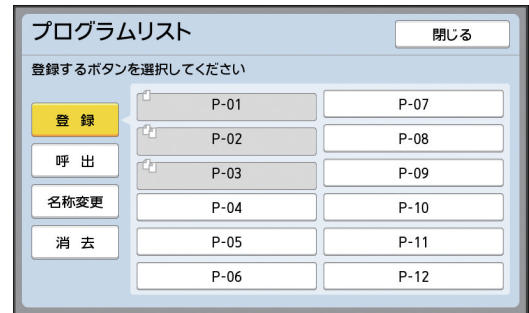 プログラムリスト
閉じる
登録するボタンを選択してください
登 録
呼 出
名称変更
消 去
P-01
P-02
P-03
P-04
P-05
P-06
P-07
P-08
P-09
P-10
P-11
P-12